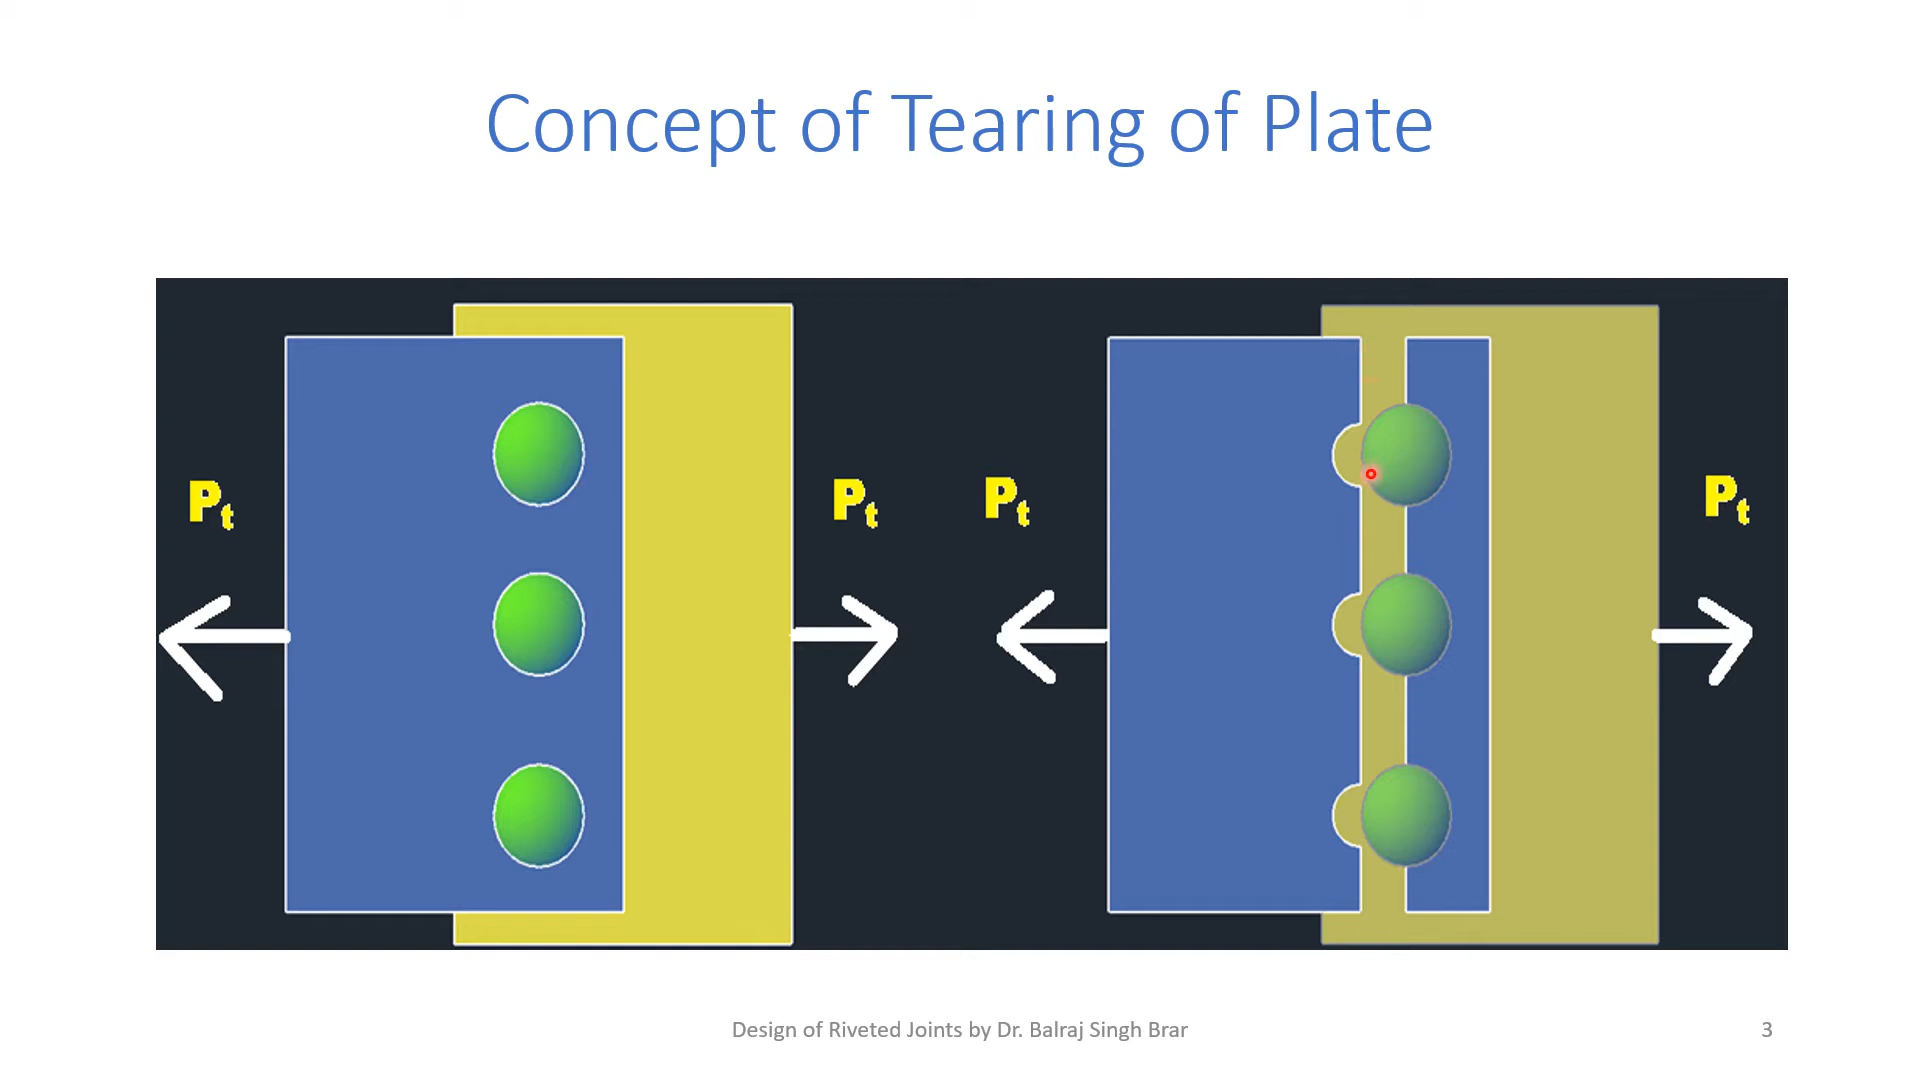 Concept of Tearing of Plate
Pt
Pt
Pt
Pt
Design of Riveted Joints by Dr. Balraj Singh Brar
3